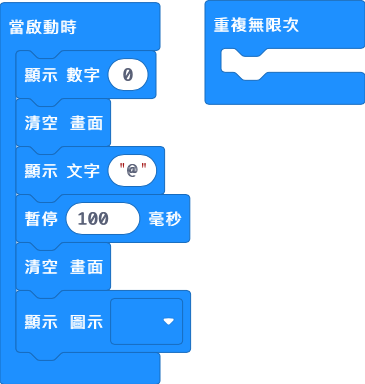 當啟動時
顯示 數字 0
清空 畫面
顯示 文字 "@"
暫停 100 毫秒
清空 畫面
顯示 圖示
重複無限次